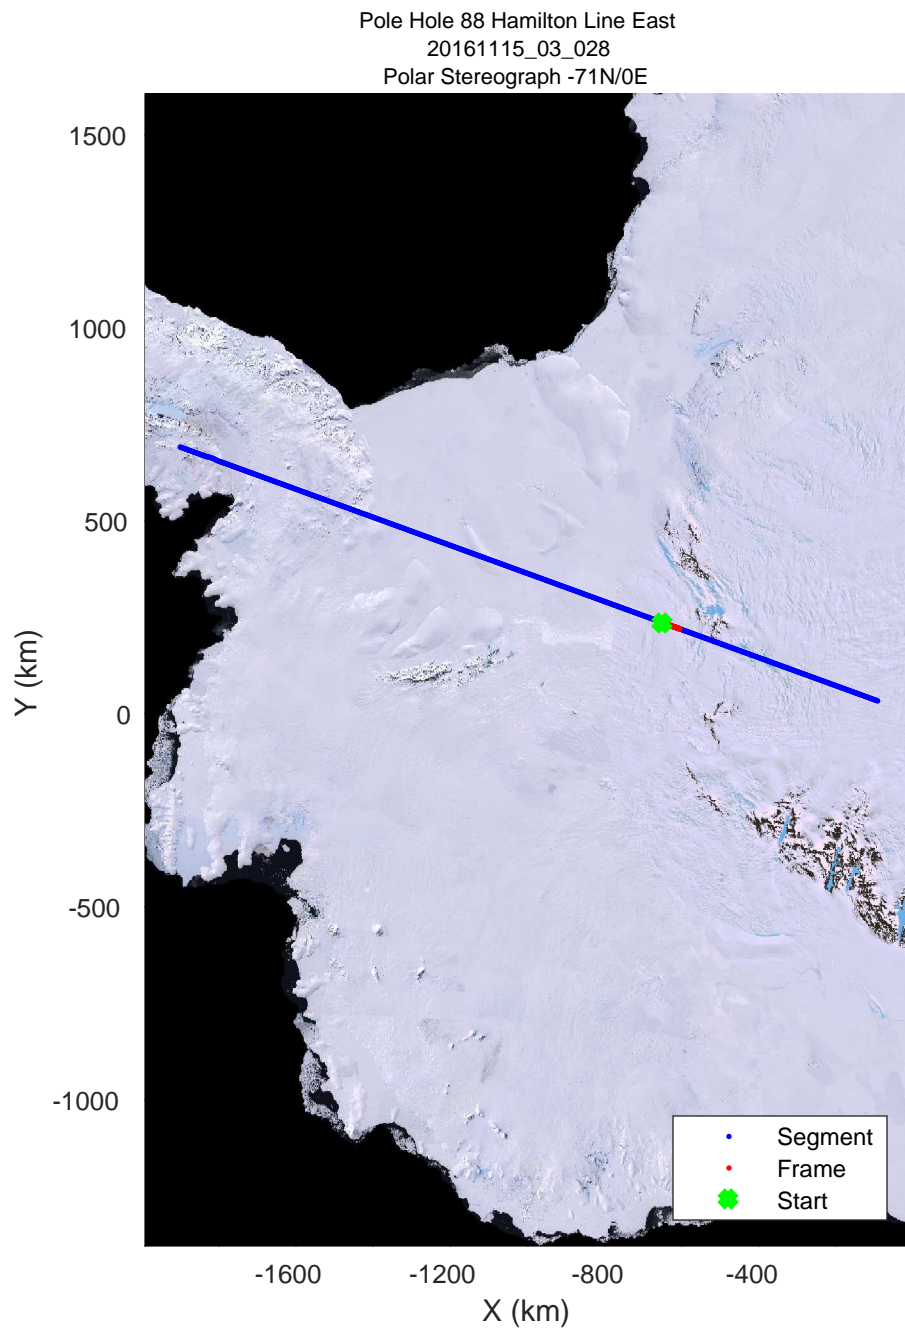 Pole Hole 88 Hamilton Line East
20161115_03_028
Polar Stereograph -71N/0E
1500
1000
500
0
-500
-1000
Y (km)
-1600
-1200
-800
-400
X (km)
Segment
Frame
Start